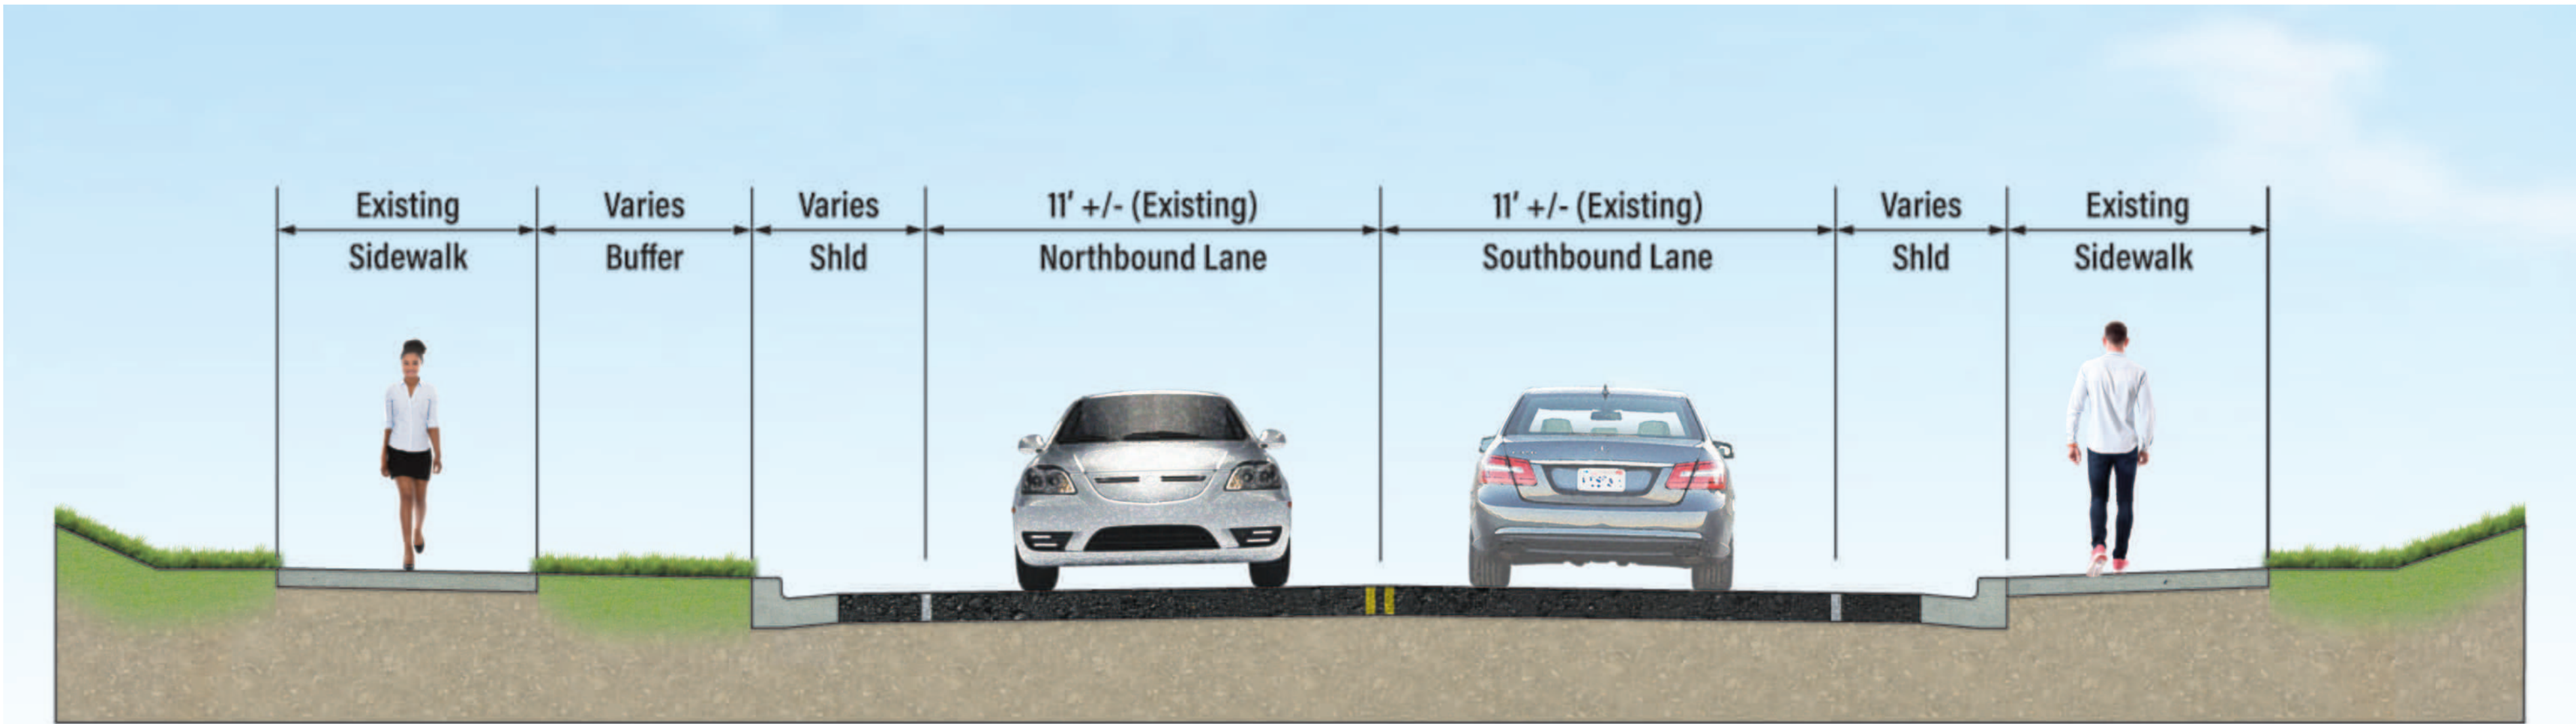 Existing
Sidewalk
Varies
Buffer
Varies
Shld
11' +/- (Existing)
Northbound Lane
11' +/- (Existing)
Southbound Lane
Varies
Shld
Existing
Sidewalk